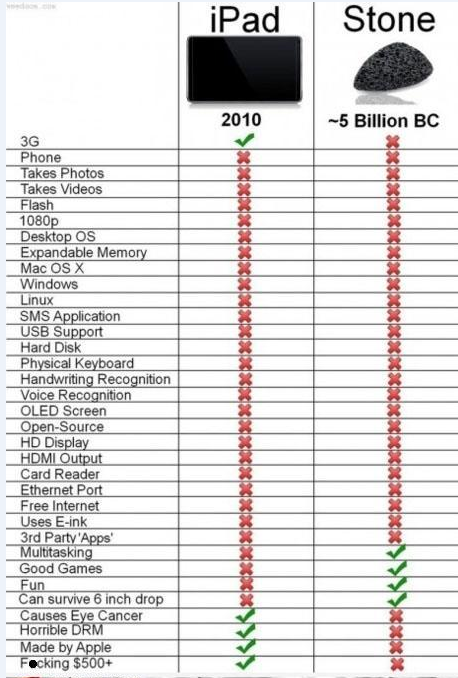 iPad Stone
2010 ~5 Billion BC
3G
Phone
Takes Photos
Takes Videos
Flash
1080p
Desktop OS
Expandable Memory
Mac OS X
Windows
Linux
SMS Application
USB Support
Hard Disk
Physical Keyboard
Handwriting Recognition
Voice Recognition
OLED Screen
Open-Source
HD Display
HDMI Output
Card Reader
Ethernet Port
Free Internet
Uses E-ink
3rd Party 'Apps'
Multitasking
Good Games
Fun
Can survive 6 inch drop
Causes Eye Cancer
Horrible DRM
Made by Apple
F●cking $500+